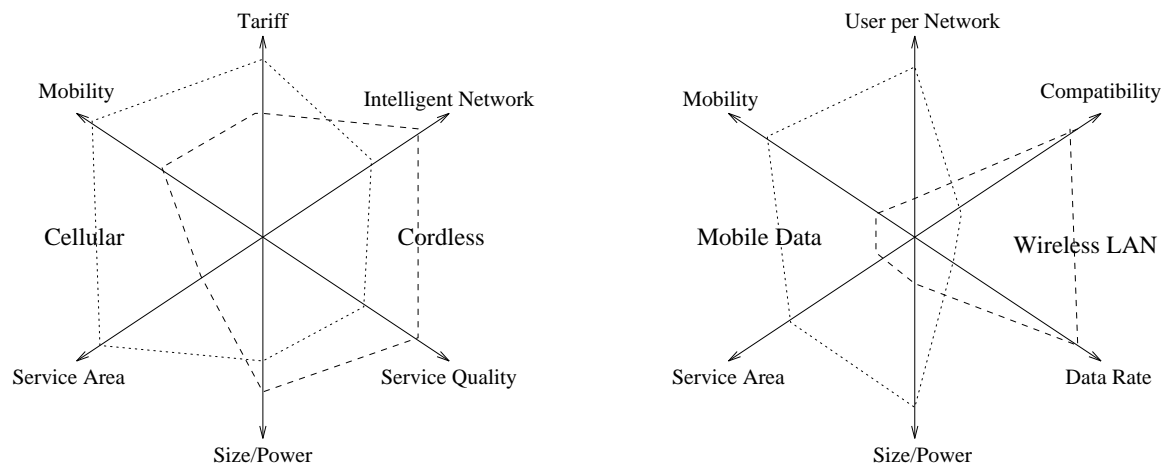 Tariff
Mobility
Intelligent Network
Cellular
Cordless
Service Area
Service Quality
Size/Power
User per Network
Mobility
Compatibility
Mobile Data
Wireless LAN
Service Area
Data Rate
Size/Power